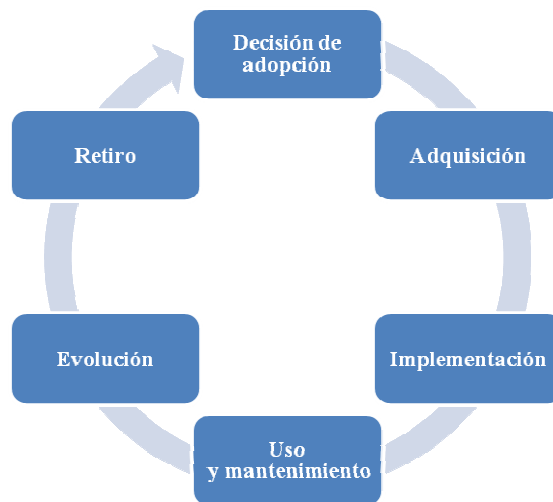 Decisión de
adopción
Adquisición
Implementación
Uso
y mantenimiento
Evolución
Retiro